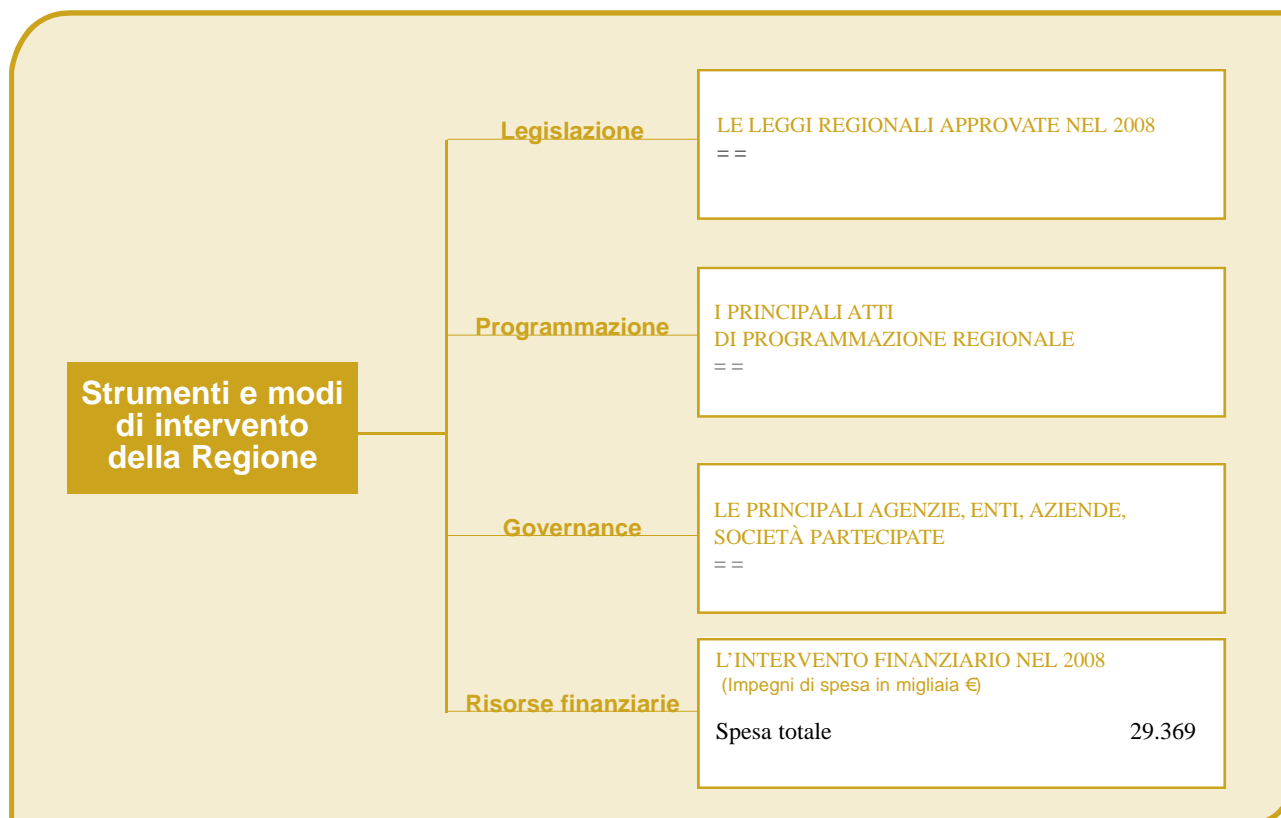 Strumenti e modi
di intervento
della Regione
Legislazione
LE LEGGI REGIONALI APPROVATE NEL 2008
= =
Programmazione
I PRINCIPALI ATTI
DI PROGRAMMAZIONE REGIONALE
= =
Governance
LE PRINCIPALI AGENZIE, ENTI, AZIENDE,
SOCIETÀ PARTECIPATE
= =
Risorse finanziarie
L’INTERVENTO FINANZIARIO NEL 2008
(Impegni di spesa in migliaia €)
Spesa totale 29.369